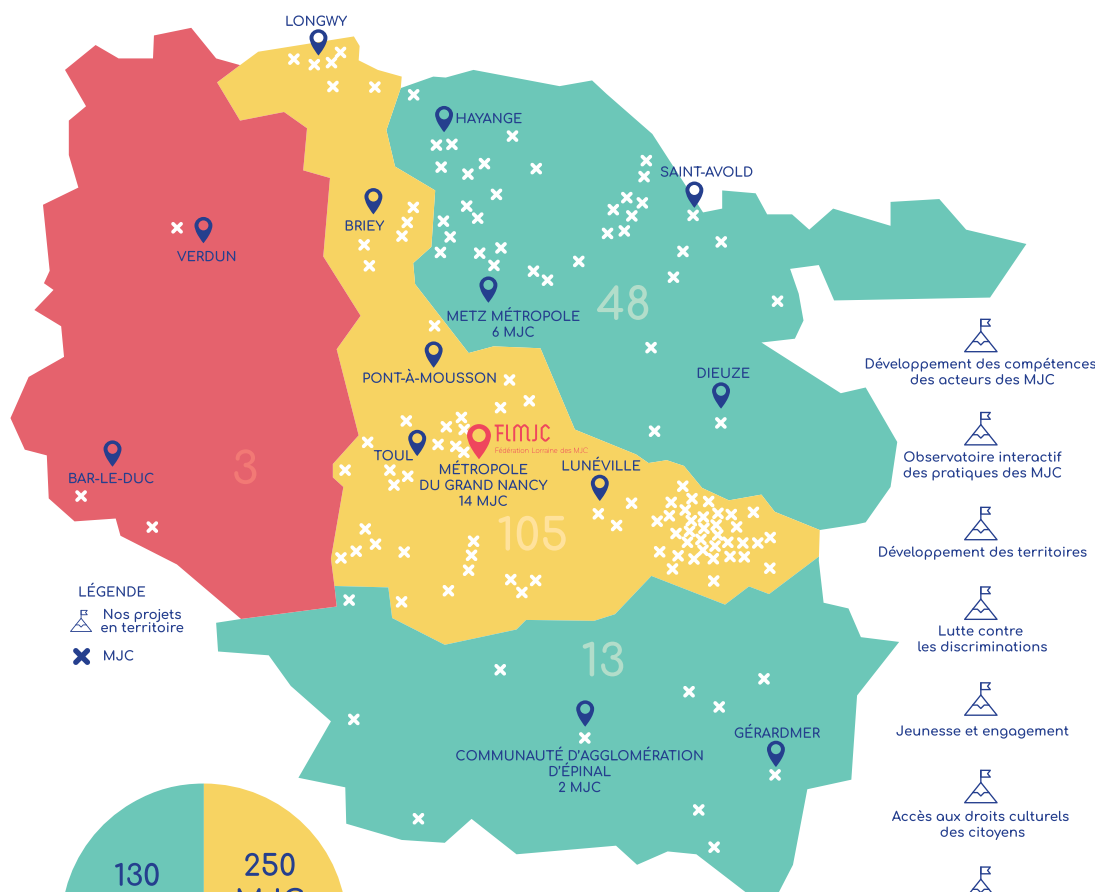 LONGWY
HAYANGE
SAINT-AVOLD
BRIEY
VERDUN
METZ MÉTROPOLE
6 MJC
48
PONT-À-MOUSSON
DIEUZE
FLMJC
Fédération Lorraine des MJC
TOUL
MÉTROPOLE
DU GRAND NANCY
14 MJC
LUNÉVILLE
BAR-LE-DUC
3
105
13
COMMUNAUTÉ D'AGGLOMÉRATION
D'ÉPINAL
2 MJC
GÉRARDMER
LÉGENDE
Nos projets
en territoire
MJC
130
250
MJC
Développement des compétences
des acteurs des MJC
Observatoire interactif
des pratiques des MJC
Développement des territoires
Lutte contre
les discriminations
Jeunesse et engagement
Accès aux droits culturels
des citoyens